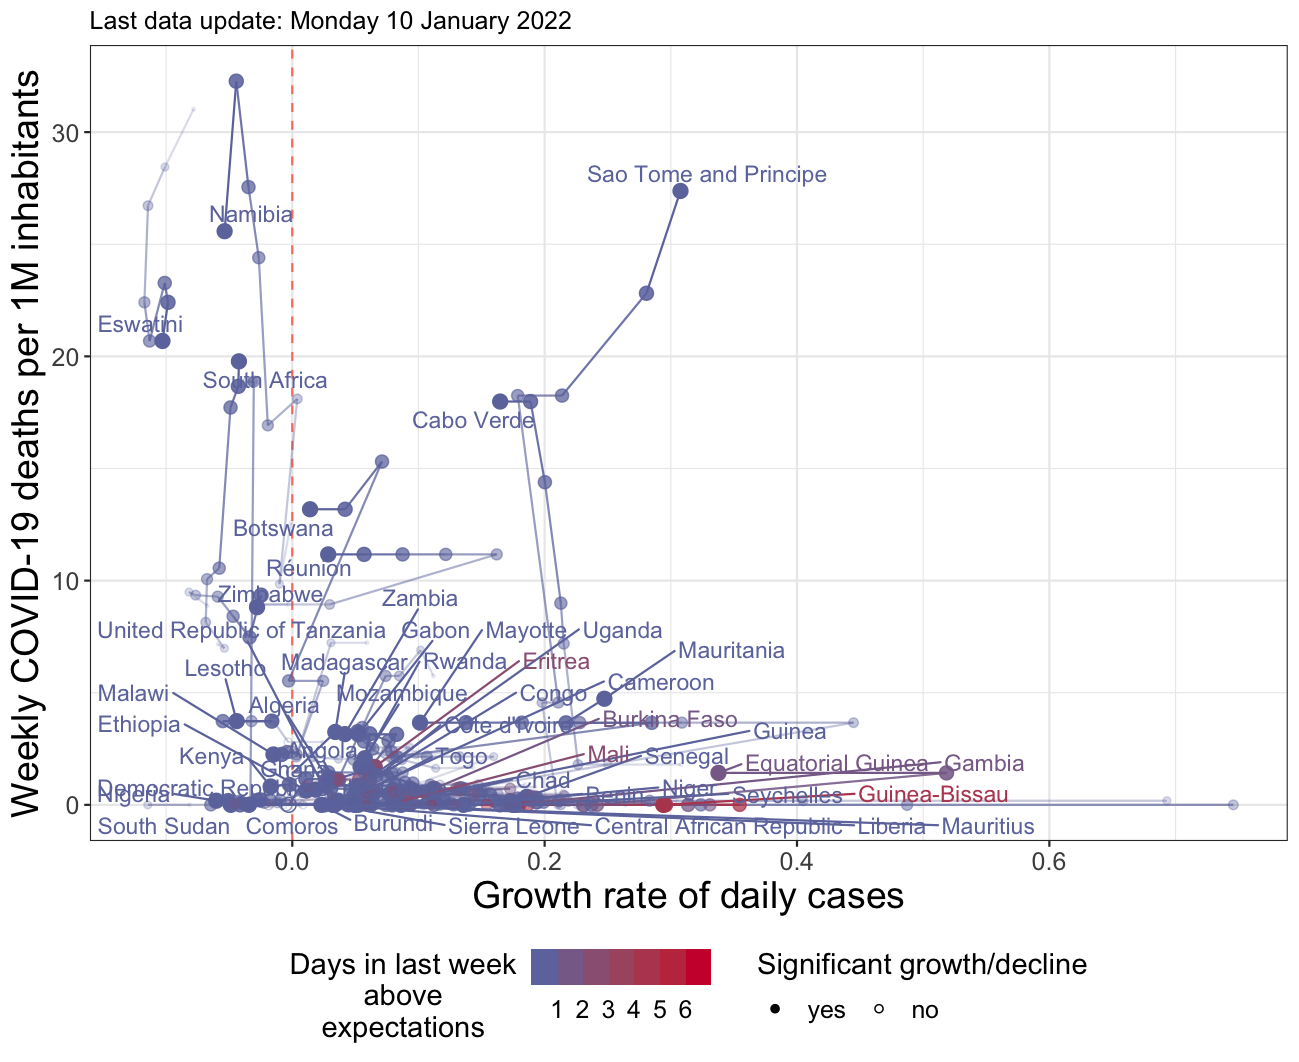 Last data update: Monday 10 January 2022
Weekly COVID-19 deaths per 1M inhabitants
30
20
10
0
Sao Tome and Principe
Namibia
Eswatini
South Africa
Cabo Verde
Botswana
Réunion
Zimbabwe
Zambia
United Republic of Tanzania
Gabon
Mayotte
Uganda
Mauritania
Lesotho
Madagascar
Rwanda
Eritrea
Cameroon
Malawi
Algeria
Mozambique
Congo
Ethiopia
Côte d'Ivoire
Burkina Faso
Guinea
Kenya
Angola
Togo
Mali
Senegal
Equatorial Guinea
Gambia
Ghana
Chad
Democratic Rep
Nigeria
Benin
Niger
Seychelles
Guinea-Bissau
South Sudan
Comoros
Burundi
Sierra Leone
Central African Republic
Liberia
Mauritius
0.0 0.2 0.4 0.6
Growth rate of daily cases
Days in last week
above
expectations
1 2 3 4 5 6
Significant growth/decline
yes
no